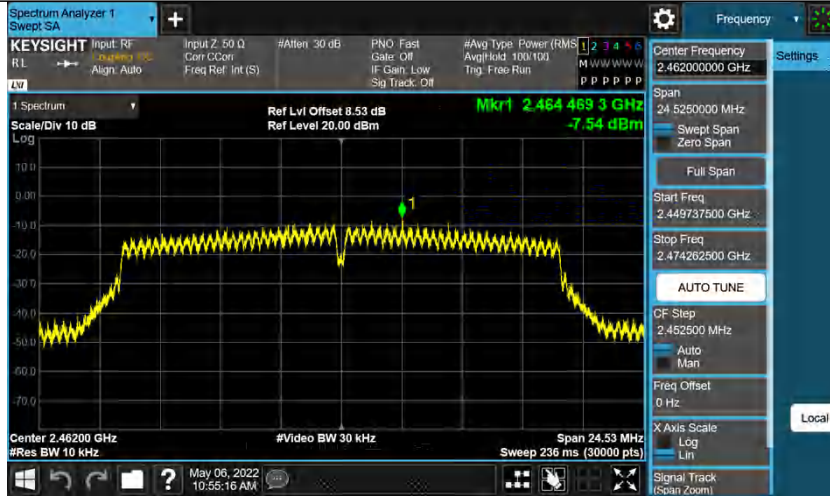 Spectrum Analyzer 1
Swept SA
+
Frequency
KEYSIGHT
RL
LXI
Input: RF
Coupling: DC
Align: Auto
Input Z: 50 Ω
Corr CCorr
Freq Ref: Int (S)
#Atten: 30 dB
PNO: Fast
Gate: Off
IF Gain: Low
Sig Track: Off
#Avg Type: Power (RMS
Avg|Hold: 100/100
Trig: Free Run
1 2 3 4 5 6
M W W W W W
P P P P P P
1 Spectrum
Scale/Div 10 dB
Log
Ref Lvl Offset 8.53 dB
Ref Level 20.00 dBm
Mkr1 2.464 469 3 GHz
-7.54 dBm
10.0
0.00
-10.0
-20.0
-30.0
-40.0
-50.0
-60.0
-70.0
1
Center 2.46200 GHz
#Res BW 10 kHz
#Video BW 30 kHz
Span 24.53 MHz
Sweep 236 ms (30000 pts)
?
May 06, 2022
10:55:16 AM
Center Frequency
2.462000000 GHz
Span
24.5250000 MHz
Swept Span
Zero Span
Full Span
Start Freq
2.449737500 GHz
Stop Freq
2.474262500 GHz
AUTO TUNE
CF Step
2.452500 MHz
Auto
Man
Freq Offset
0 Hz
X Axis Scale
Log
Lin
Signal Track
(Span Zoom)
Settings
Local